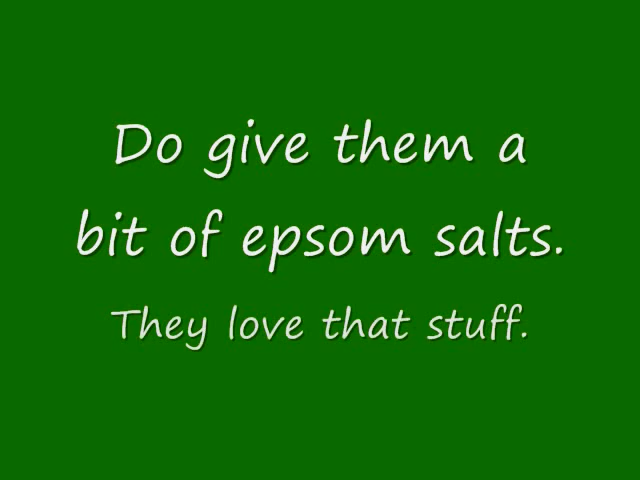 Do give them a
bit of epsom salts.
They love that stuff.